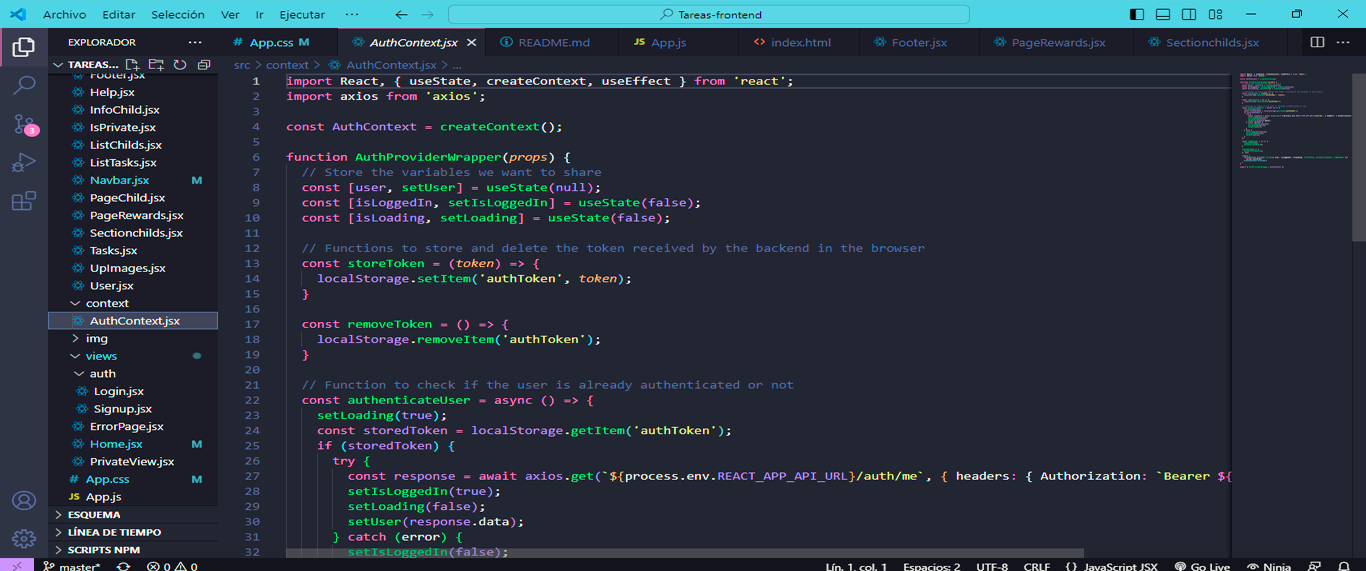 Archivo Editar Selección Ver Ir Ejecutar ··· Tareas-frontend
EXPLORADOR ···
TAREAS...
Footer.jsx
Help.jsx
InfoChild.jsx
IsPrivate.jsx
ListChilds.jsx
ListTasks.jsx
Navbar.jsx M
PageChild.jsx
PageRewards.jsx
Sectionchilds.jsx
Tasks.jsx
UpImages.jsx
User.jsx
context
AuthContext.jsx
img
views
auth
Login.jsx
Signup.jsx
ErrorPage.jsx
Home.jsx M
PrivateView.jsx
App.css M
JS App.js
ESQUEMA
LÍNEA DE TIEMPO
SCRIPTS NPM
3
# App.css M AuthContext.jsx README.md JS App.js <> index.html Footer.jsx PageRewards.jsx Sectionchilds.jsx ···
src > context > AuthContext.jsx > ...
1 import React, { useState, createContext, useEffect } from 'react';
2 import axios from 'axios';
3
4 const AuthContext = createContext();
5
6 function AuthProviderWrapper(props) {
7 // Store the variables we want to share
8 const [user, setUser] = useState(null);
9 const [isLoggedIn, setIsLoggedIn] = useState(false);
10 const [isLoading, setLoading] = useState(false);
11
12 // Functions to store and delete the token received by the backend in the browser
13 const storeToken = (token) => {
14 localStorage.setItem('authToken', token);
15 }
16
17 const removeToken = () => {
18 localStorage.removeItem('authToken');
19 }
20
21 // Function to check if the user is already authenticated or not
22 const authenticateUser = async () => {
23 setLoading(true);
24 const storedToken = localStorage.getItem('authToken');
25 if (storedToken) {
26 try {
27 const response = await axios.get(`${process.env.REACT_APP_API_URL}/auth/me`, { headers: { Authorization: `Bearer ${
28 setIsLoggedIn(true);
29 setLoading(false);
30 setUser(response.data);
31 } catch (error) {
32 setIsLoggedIn(false);
master* 0 0 Lín. 1, col. 1 Espacios: 2 UTF-8 CRLF {} JavaScript JSX Go Live Ninja